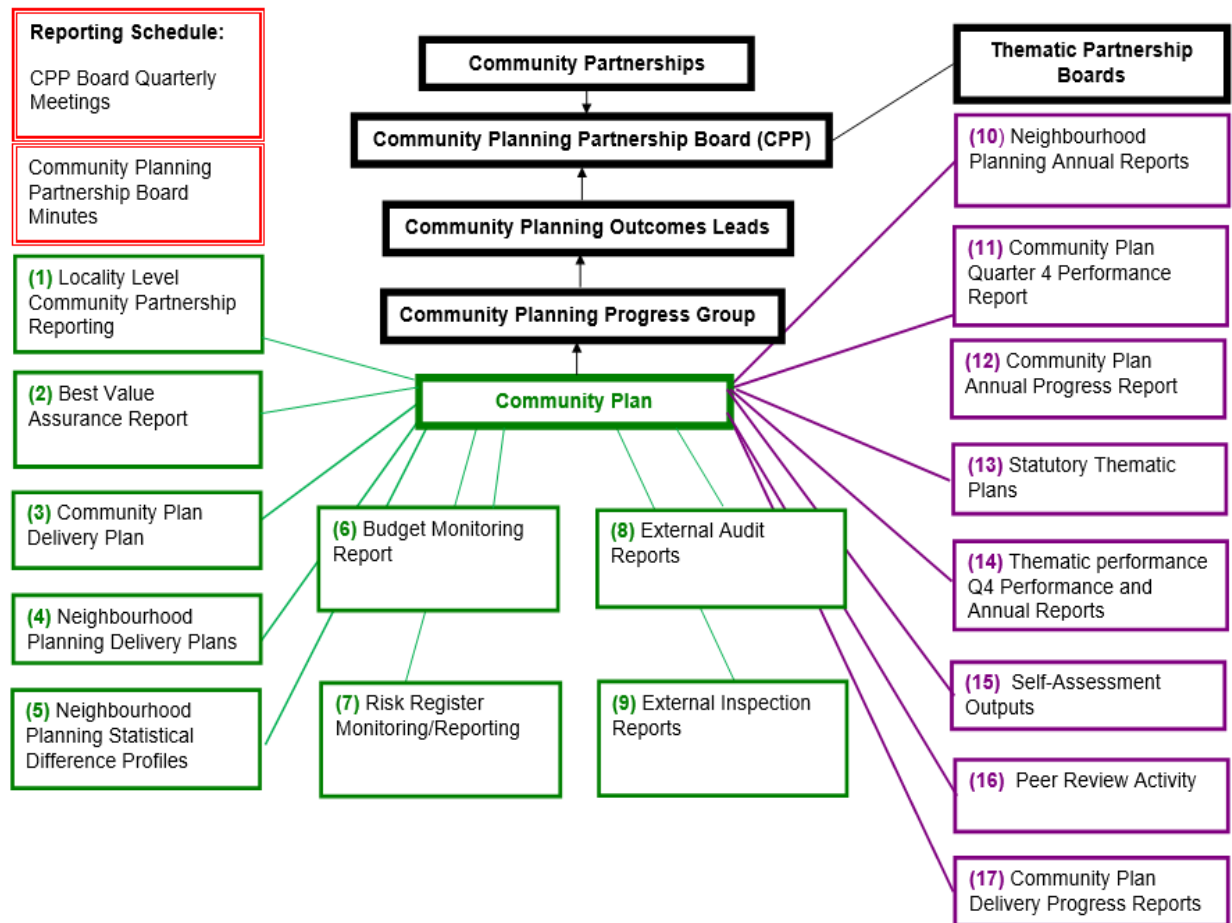 Reporting Schedule:
CPP Board Quarterly
Meetings
Community Planning
Partnership Board
Minutes
(1) Locality Level
Community Partnership
Reporting
(2) Best Value
Assurance Report
(3) Community Plan
Delivery Plan
(4) Neighbourhood
Planning Delivery Plans
(5) Neighbourhood
Planning Statistical
Difference Profiles
Community Partnerships
Community Planning Partnership Board (CPP)
Community Planning Outcomes Leads
Community Planning Progress Group
Community Plan
(6) Budget Monitoring
Report
(7) Risk Register
Monitoring/Reporting
(8) External Audit
Reports
(9) External Inspection
Reports
Thematic Partnership
Boards
(10) Neighbourhood
Planning Annual Reports
(11) Community Plan
Quarter 4 Performance
Report
(12) Community Plan
Annual Progress Report
(13) Statutory Thematic
Plans
(14) Thematic performance
Q4 Performance and
Annual Reports
(15) Self-Assessment
Outputs
(16) Peer Review Activity
(17) Community Plan
Delivery Progress Reports